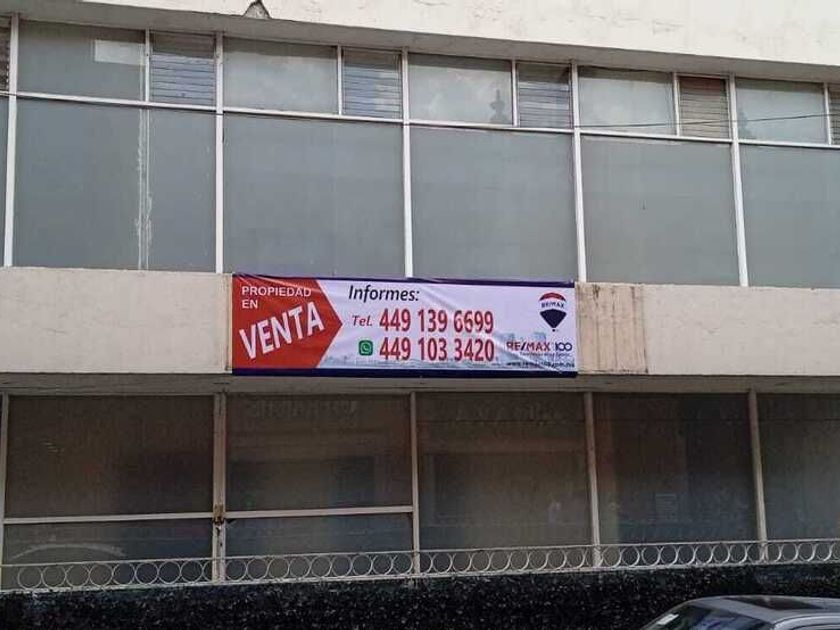 PROPIEDAD
EN
VENTA
Informes:
Tel. 449 139 6699
449 103 3420
RE/MAX
RE/MAX 100